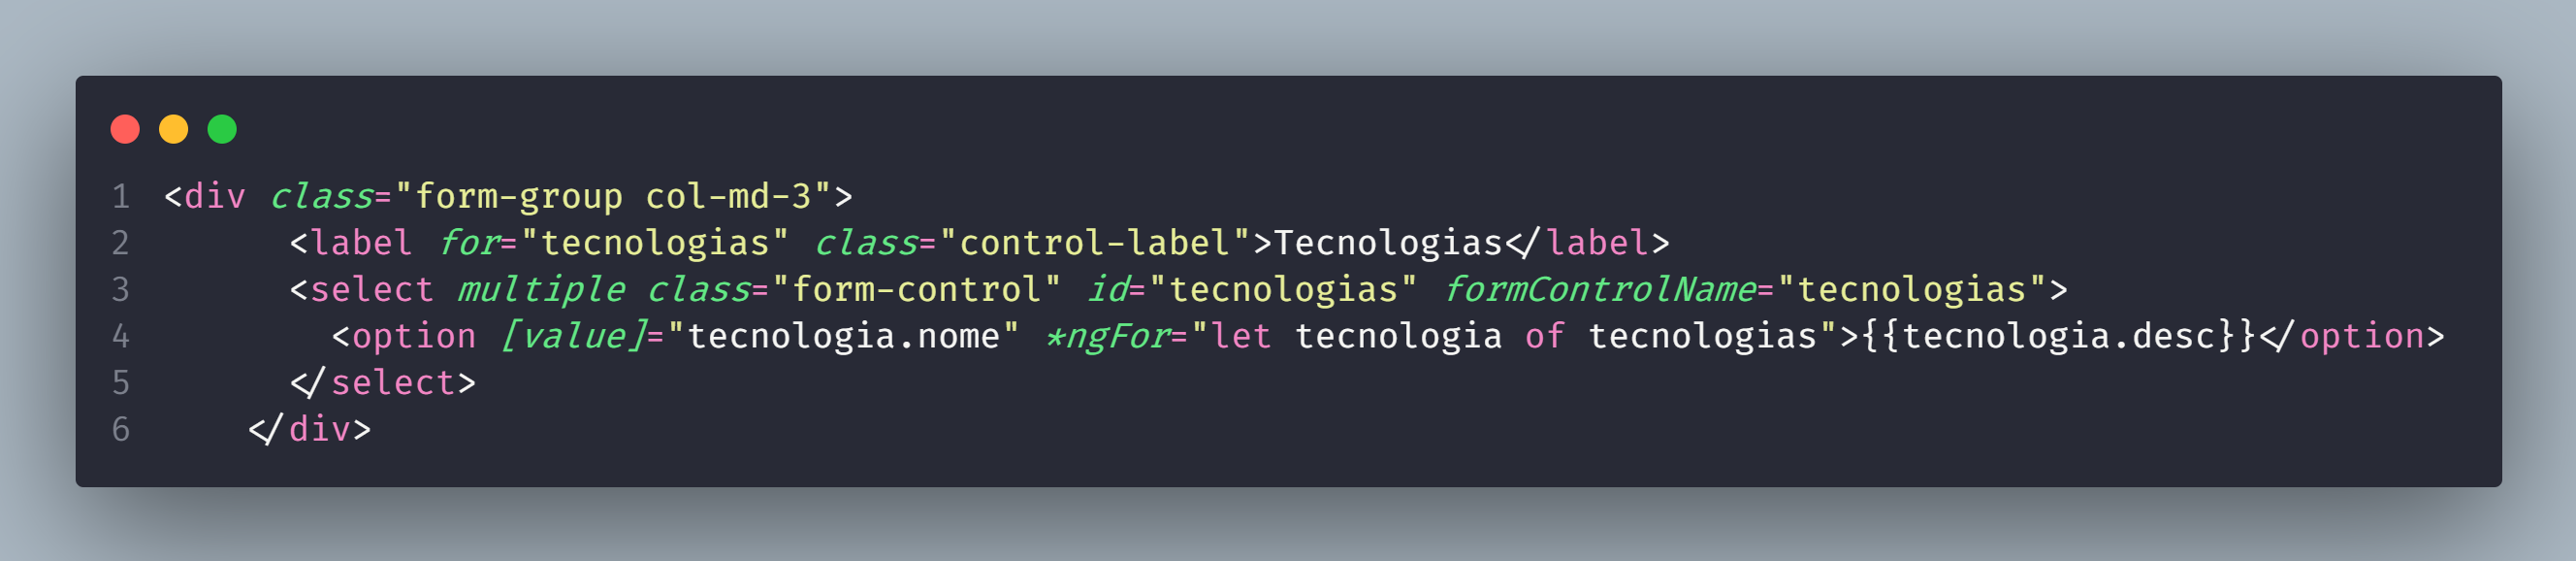 1 <div class="form-group col-md-3">
2 <label for="tecnologias" class="control-label">Tecnologias</label>
3 <select multiple class="form-control" id="tecnologias" formControlName="tecnologias">
4 <option [value]="tecnologia.nome" *ngFor="let tecnologia of tecnologias">{{tecnologia.desc}}</option>
5 </select>
6 </div>